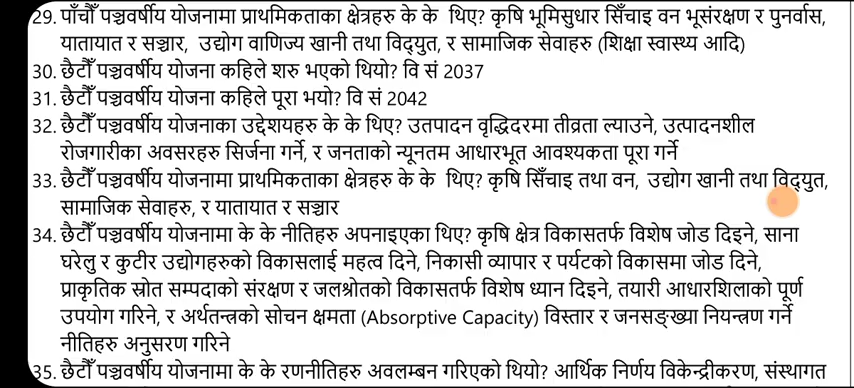 29. पाँचौँ पञ्चवर्षीय योजनामा प्राथमिकताका क्षेत्रहरु के के थिए? कृषि भूमिसुधार सिँचाइ वन भूसंरक्षण र पुनर्वास,
यातायात र सञ्चार, उद्योग वाणिज्य खानी तथा विद्युत, र सामाजिक सेवाहरु (शिक्षा स्वास्थ्य आदि)
30. छैटौँ पञ्चवर्षीय योजना कहिले शरु भएको थियो? वि सं 2037
31. छैटौँ पञ्चवर्षीय योजना कहिले पूरा भयो? वि सं 2042
32. छैटौँ पञ्चवर्षीय योजनाका उद्देशयहरु के के थिए? उतपादन वृद्धिदरमा तीव्रता ल्याउने, उत्पादनशील
रोजगारीका अवसरहरु सिर्जना गर्ने, र जनताको न्यूनतम आधारभूत आवश्यकता पूरा गर्ने
33. छैटौँ पञ्चवर्षीय योजनामा प्राथमिकताका क्षेत्रहरु के के थिए? कृषि सिँचाइ तथा वन, उद्योग खानी तथा विद्युत,
सामाजिक सेवाहरु, र यातायात र सञ्चार
34. छैटौँ पञ्चवर्षीय योजनामा के के नीतिहरु अपनाइएका थिए? कृषि क्षेत्र विकासतर्फ विशेष जोड दिइने, साना
घरेलु र कुटीर उद्योगहरुको विकासलाई महत्व दिने, निकासी व्यापार र पर्यटको विकासमा जोड दिने,
प्राकृतिक स्रोत सम्पदाको संरक्षण र जलश्रोतको विकासतर्फ विशेष ध्यान दिइने, तयारी आधारशिलाको पूर्ण
उपयोग गरिने, र अर्थतन्त्रको सोचन क्षमता (Absorptive Capacity) विस्तार र जनसङ्ख्या नियन्त्रण गर्ने
नीतिहरु अनुसरण गरिने
35. छैटौँ पञ्चवर्षीय योजनामा के के रणनीतिहरु अवलम्बन गरिएको थियो? आर्थिक निर्णय विकेन्द्रीकरण, संस्थागत